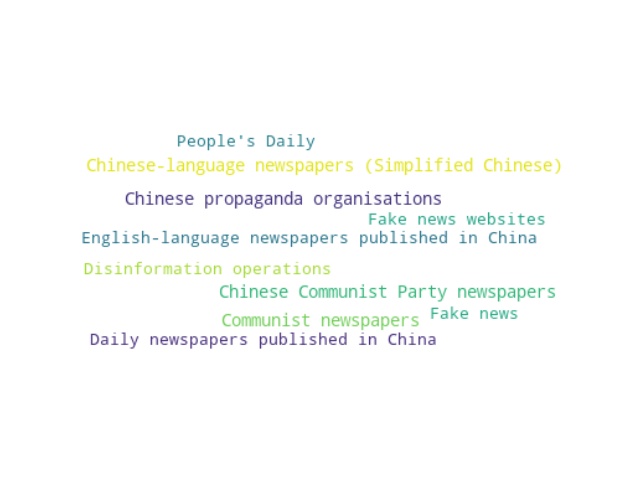 People's Daily
Chinese-language newspapers (Simplified Chinese)
Chinese propaganda organisations
Fake news websites
English-language newspapers published in China
Disinformation operations
Chinese Communist Party newspapers
Fake news
Communist newspapers
Daily newspapers published in China